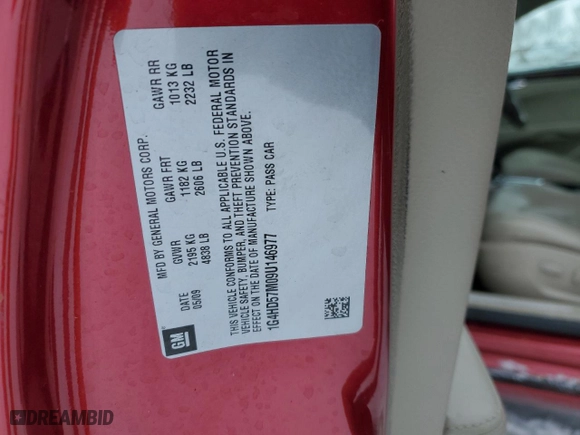 MFD BY GENERAL MOTORS CORP.
DATE GVWR GAWR FRT GAWR RR
05/09 2195 KG 1182 KG 1013 KG
4838 LB 2606 LB 2232 LB
THIS VEHICLE CONFORMS TO ALL APPLICABLE U.S. FEDERAL MOTOR
VEHICLE SAFETY, BUMPER, AND THEFT PREVENTION STANDARDS IN
EFFECT ON THE DATE OF MANUFACTURE SHOWN ABOVE.
1G4HD57M09U146977 TYPE: PASS CAR
GM
DREAMBID